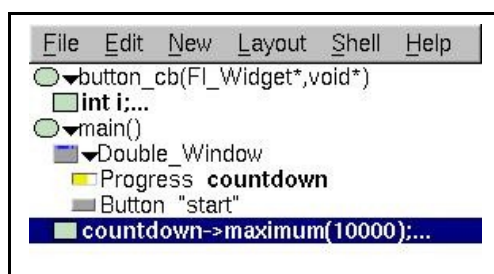 File Edit New Layout Shell Help
button_cb(Fl_Widget*,void*)
int i;...
main()
Double_Window
Progress countdown
Button "start"
countdown->maximum(10000);...